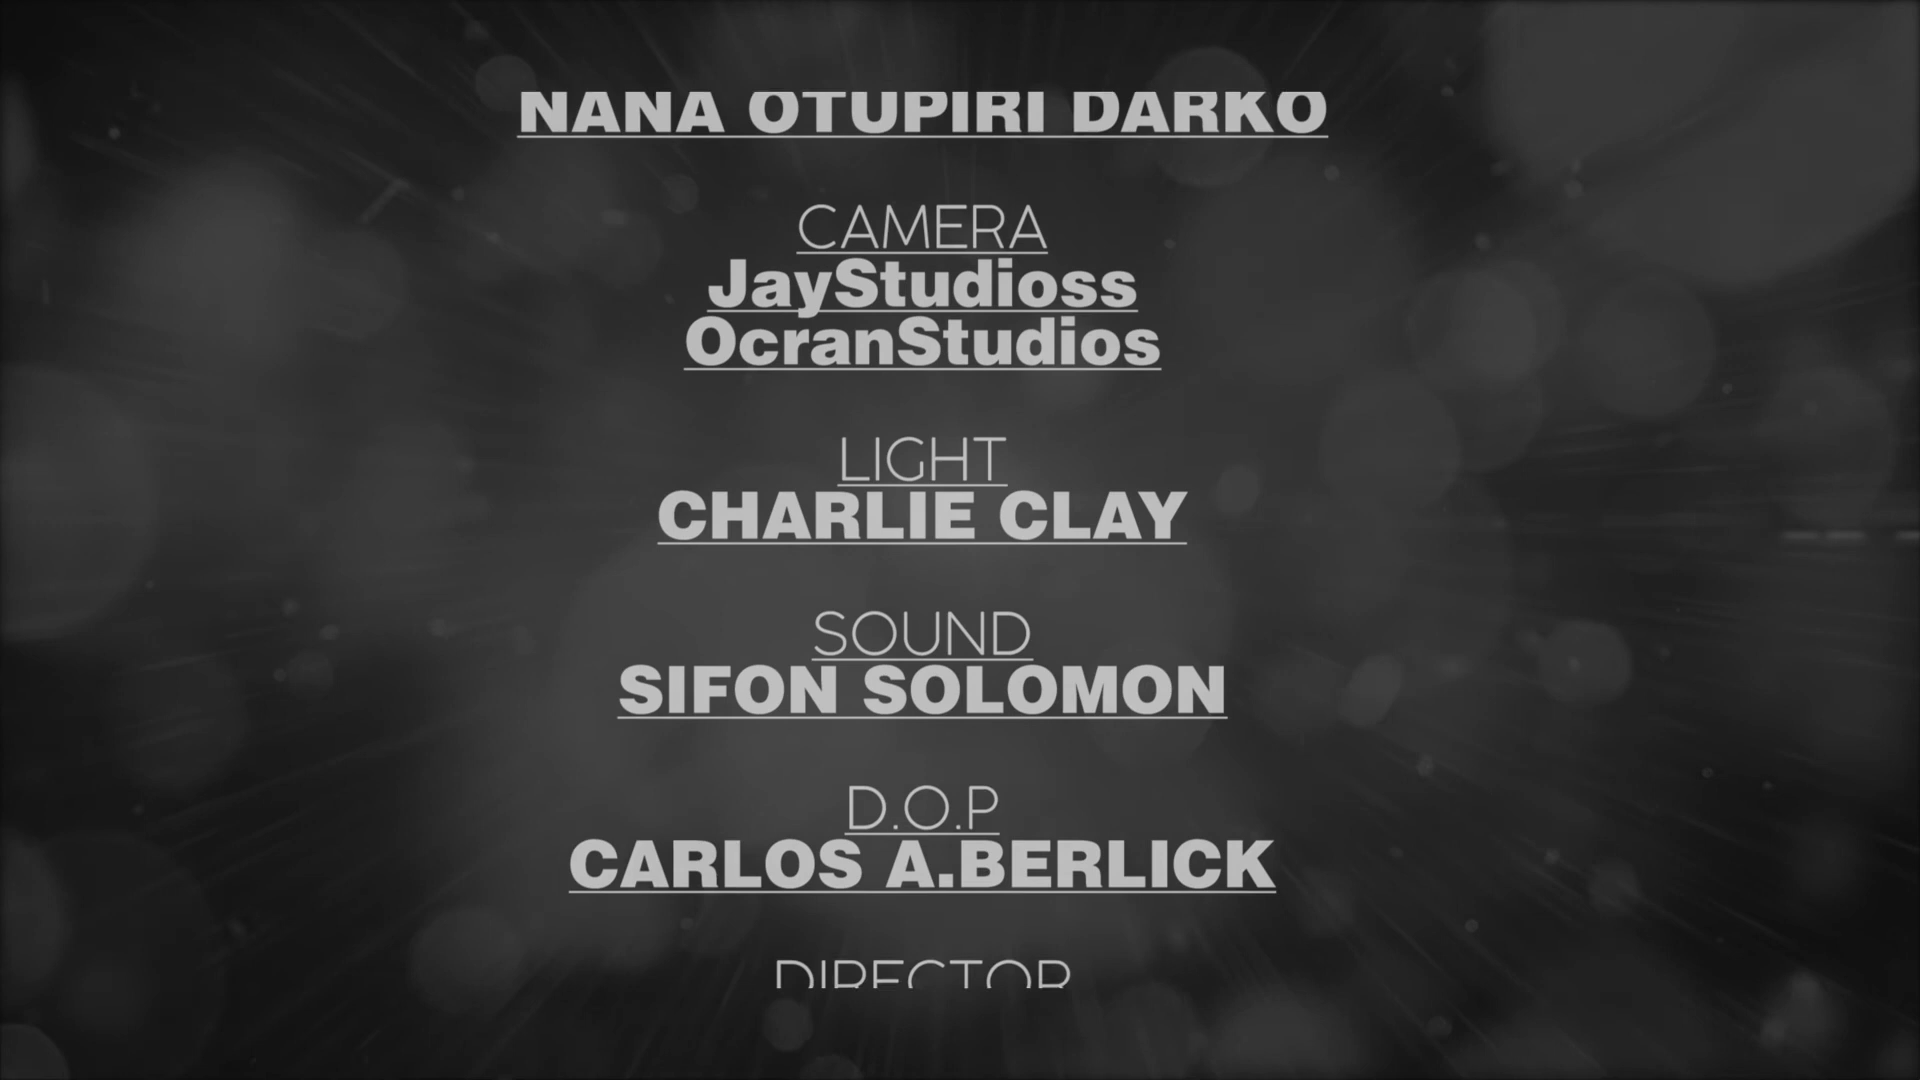 NANA OTUPIRI DARKO
CAMERA
JayStudioss
OcranStudios
LIGHT
CHARLIE CLAY
SOUND
SIFON SOLOMON
D.O.P
CARLOS A.BERLICK
DIRECTOR